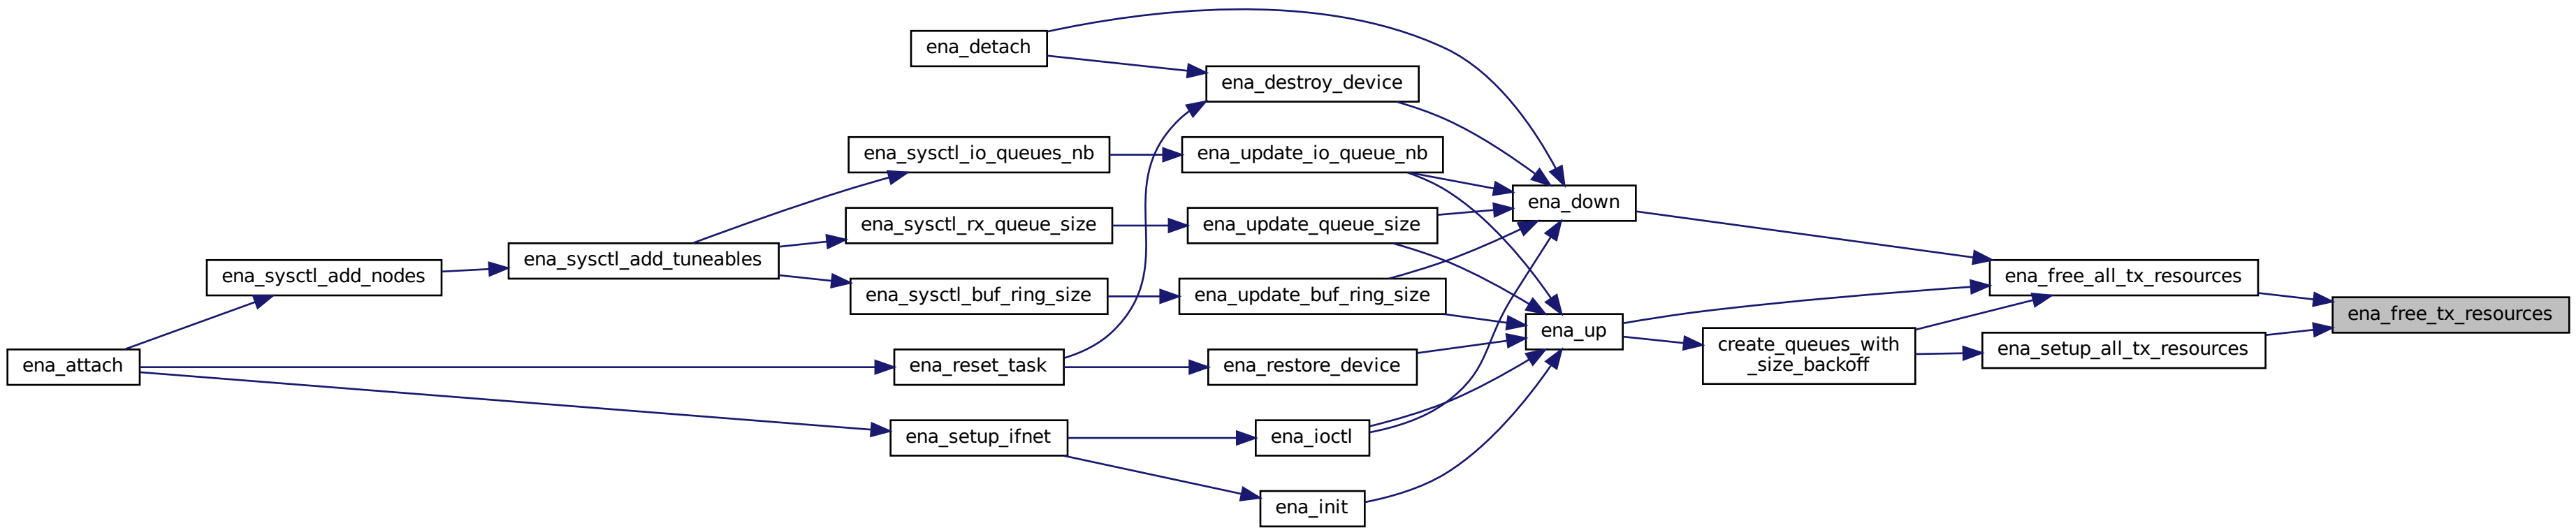 ena_detach
ena_destroy_device
ena_sysctl_io_queues_nb
ena_update_io_queue_nb
ena_down
ena_sysctl_rx_queue_size
ena_update_queue_size
ena_sysctl_add_tuneables
ena_sysctl_add_nodes
ena_free_all_tx_resources
ena_sysctl_buf_ring_size
ena_update_buf_ring_size
ena_free_tx_resources
ena_up
create_queues_with
_size_backoff
ena_setup_all_tx_resources
ena_attach
ena_reset_task
ena_restore_device
ena_setup_ifnet
ena_ioctl
ena_init